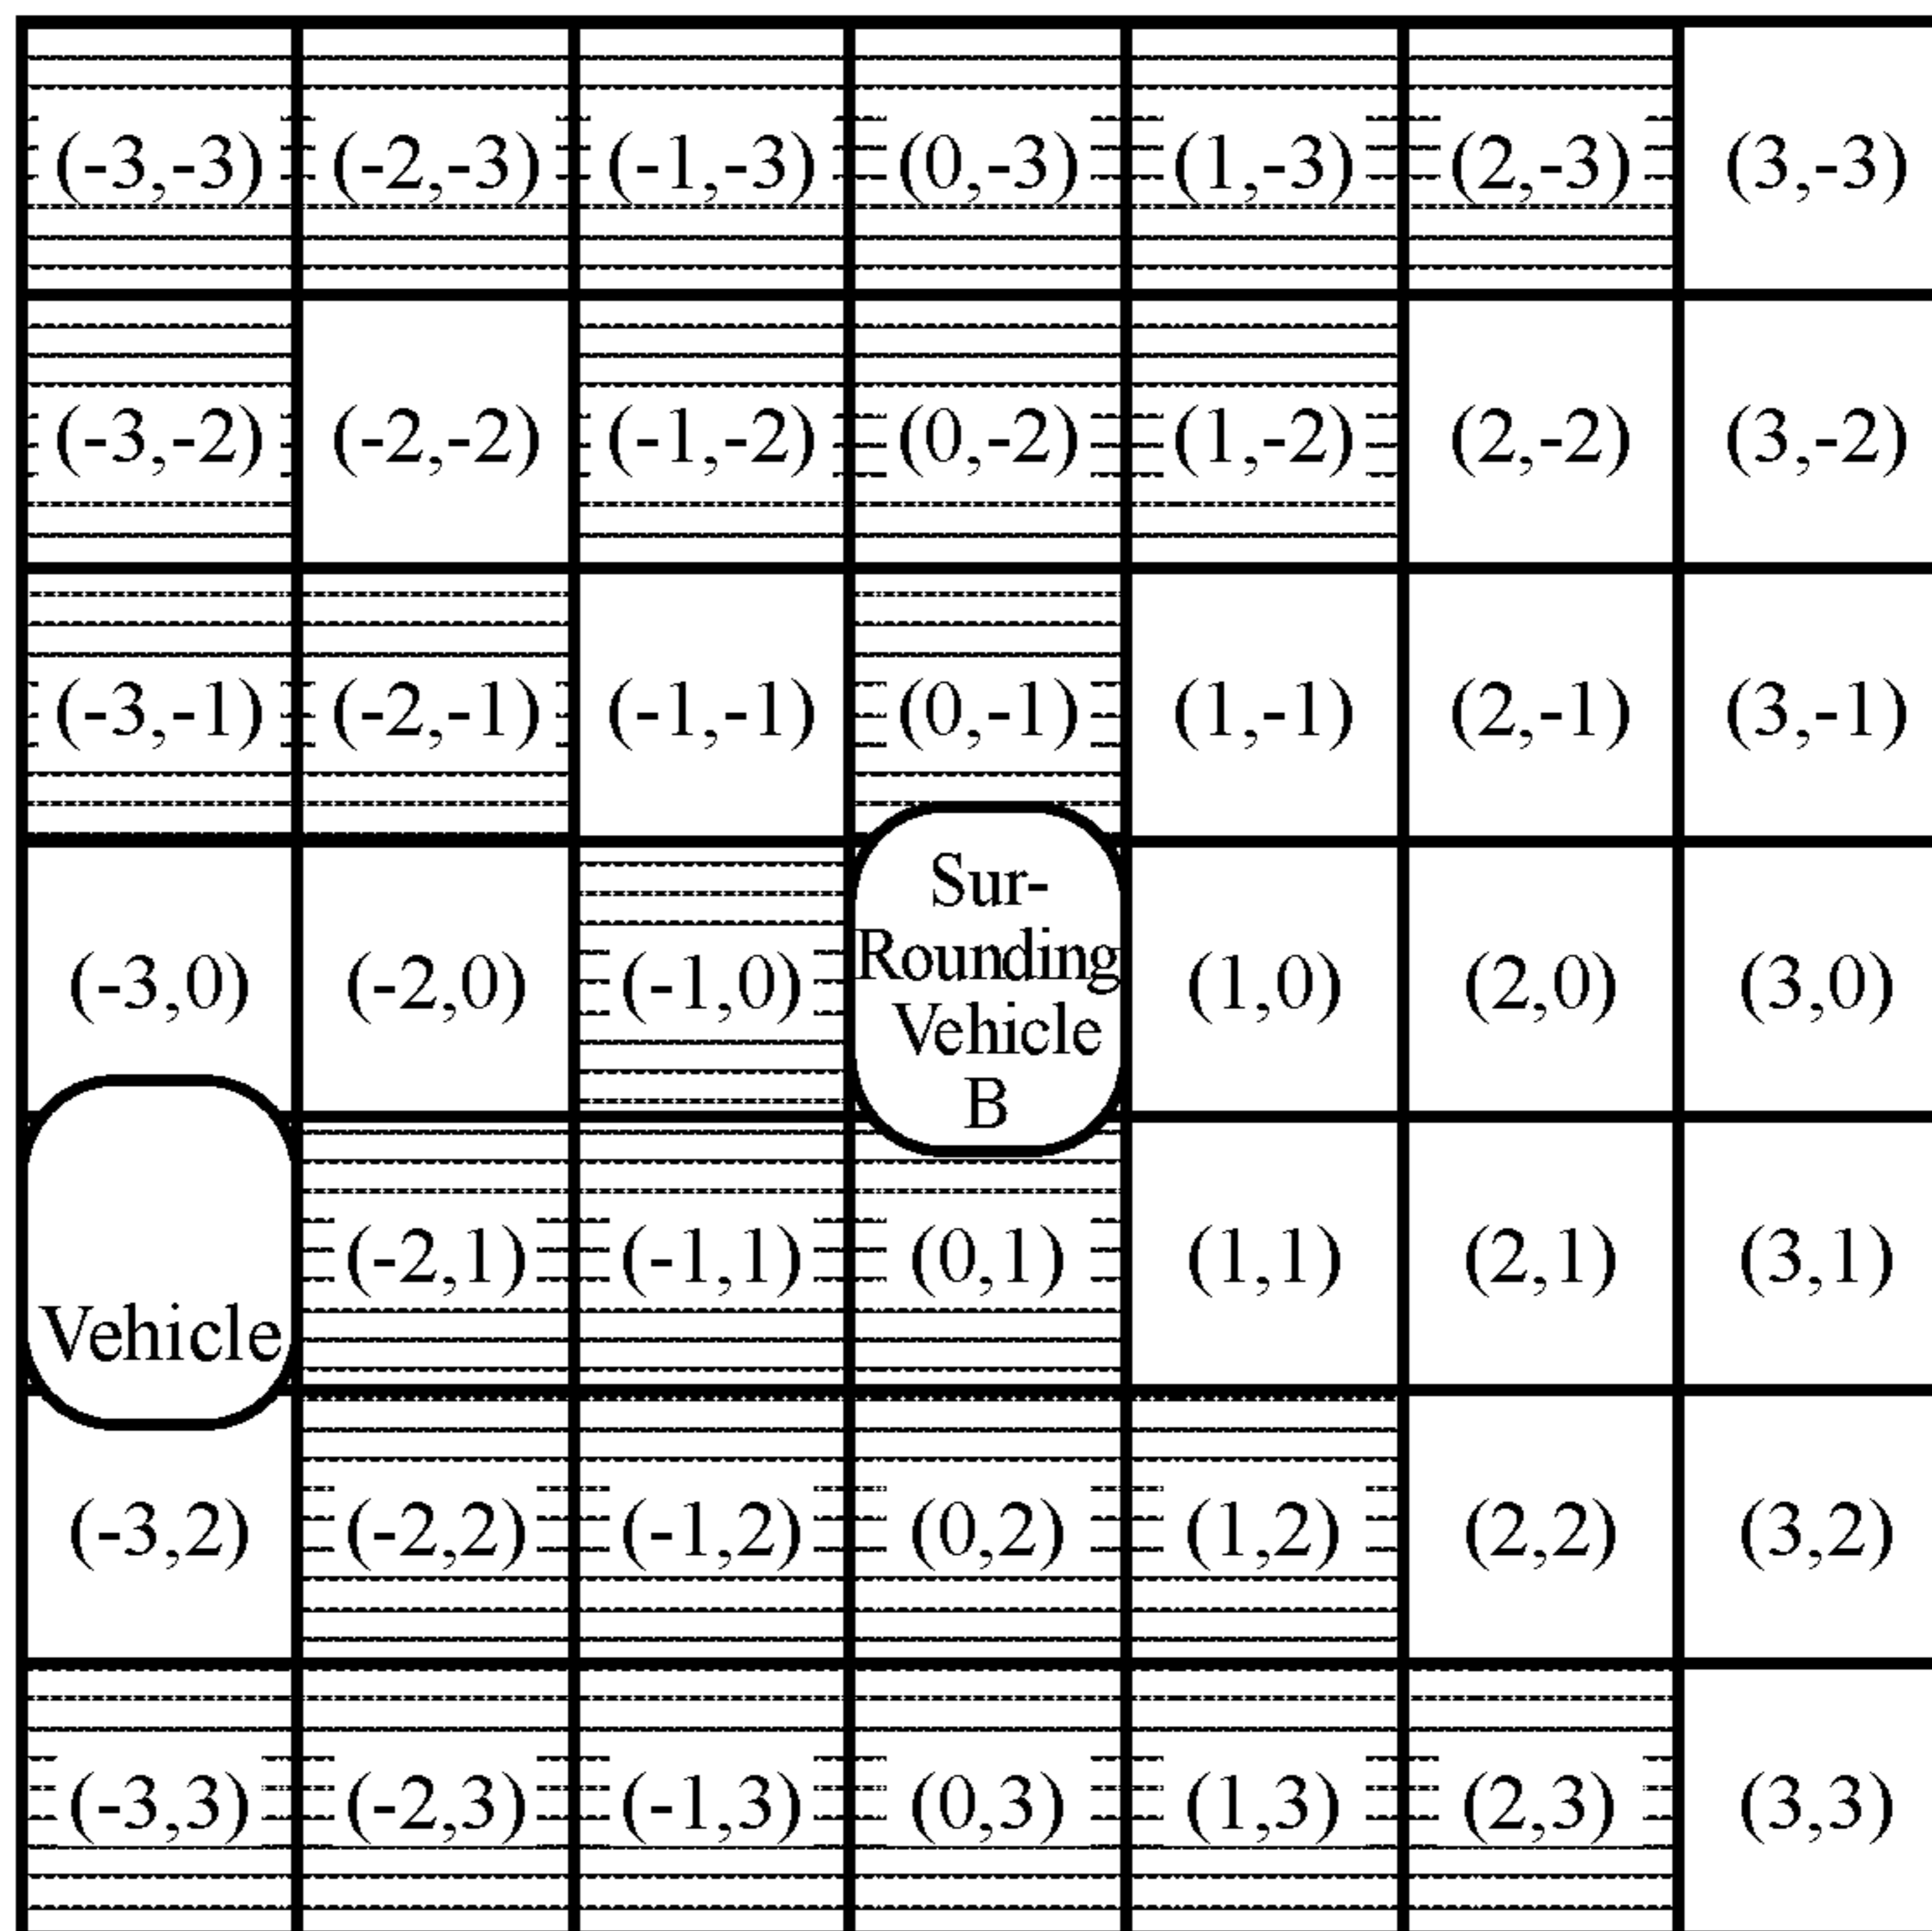 (-3,-3) (-2,-3) (-1,-3) (0,-3) (1,-3) (2,-3) (3,-3)
(-3,-2) (-2,-2) (-1,-2) (0,-2) (1,-2) (2,-2) (3,-2)
(-3,-1) (-2,-1) (-1,-1) (0,-1) (1,-1) (2,-1) (3,-1)
(-3,0) (-2,0) (-1,0)
Sur-
Rounding
Vehicle
B
(1,0) (2,0) (3,0)
Vehicle
(-2,1) (-1,1) (0,1) (1,1) (2,1) (3,1)
(-3,2) (-2,2) (-1,2) (0,2) (1,2) (2,2) (3,2)
(-3,3) (-2,3) (-1,3) (0,3) (1,3) (2,3) (3,3)